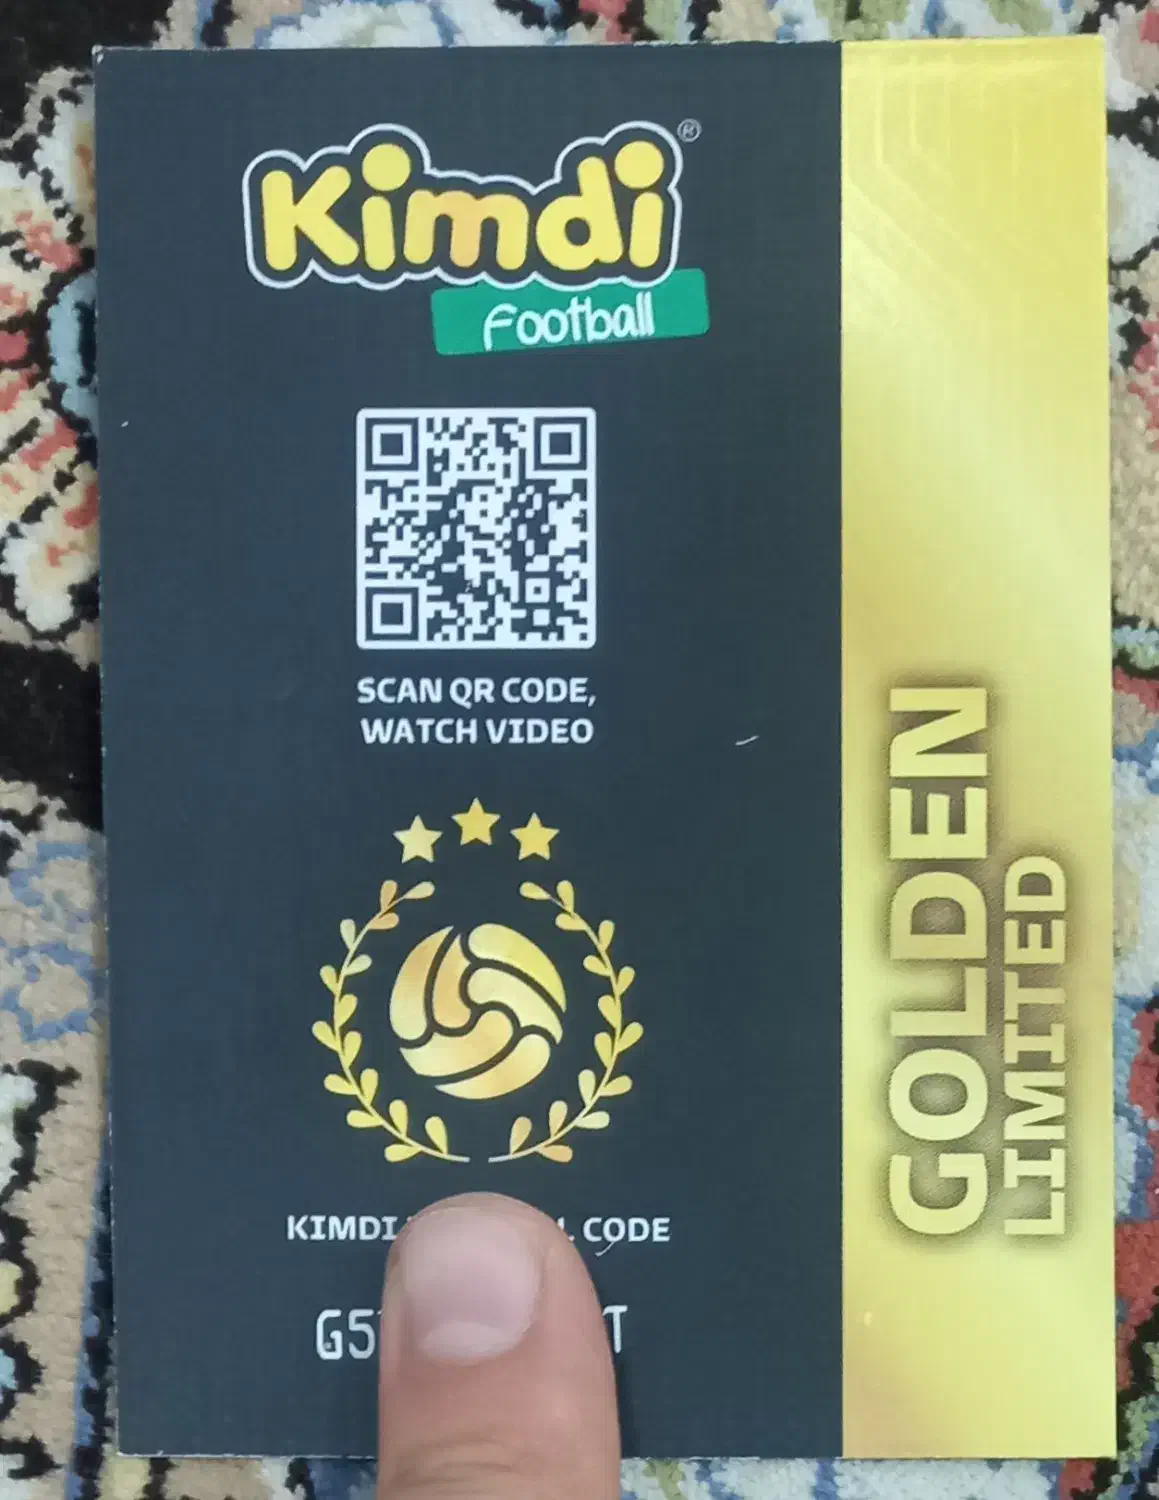 Kimdi®
Football
SCAN QR CODE,
WATCH VIDEO
KIMDI CODE
G5 T
GOLDEN
LIMITED